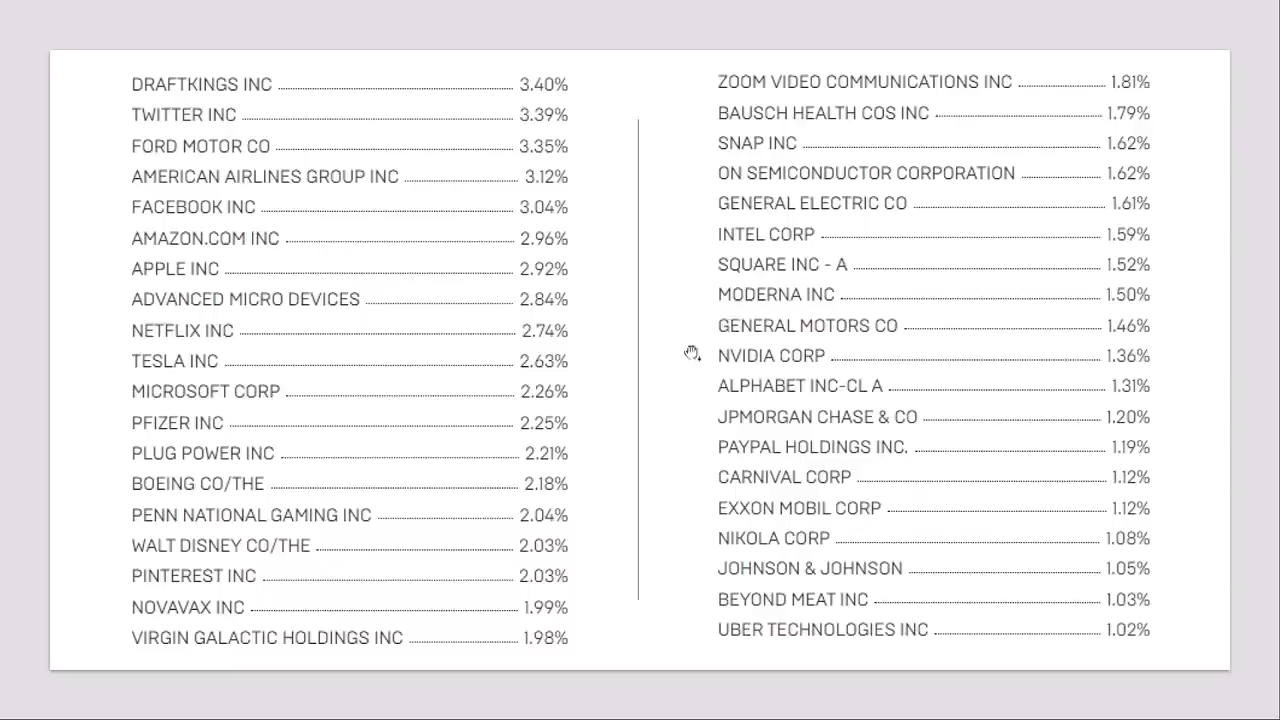 DRAFTKINGS INC 3.40%
TWITTER INC 3.39%
FORD MOTOR CO 3.35%
AMERICAN AIRLINES GROUP INC 3.12%
FACEBOOK INC 3.04%
AMAZON.COM INC 2.96%
APPLE INC 2.92%
ADVANCED MICRO DEVICES 2.84%
NETFLIX INC 2.74%
TESLA INC 2.63%
MICROSOFT CORP 2.26%
PFIZER INC 2.25%
PLUG POWER INC 2.21%
BOEING CO/THE 2.18%
PENN NATIONAL GAMING INC 2.04%
WALT DISNEY CO/THE 2.03%
PINTEREST INC 2.03%
NOVAVAX INC 1.99%
VIRGIN GALACTIC HOLDINGS INC 1.98%
ZOOM VIDEO COMMUNICATIONS INC 1.81%
BAUSCH HEALTH COS INC 1.79%
SNAP INC 1.62%
ON SEMICONDUCTOR CORPORATION 1.62%
GENERAL ELECTRIC CO 1.61%
INTEL CORP 1.59%
SQUARE INC - A 1.52%
MODERNA INC 1.50%
GENERAL MOTORS CO 1.46%
NVIDIA CORP 1.36%
ALPHABET INC-CL A 1.31%
JPMORGAN CHASE & CO 1.20%
PAYPAL HOLDINGS INC. 1.19%
CARNIVAL CORP 1.12%
EXXON MOBIL CORP 1.12%
NIKOLA CORP 1.08%
JOHNSON & JOHNSON 1.05%
BEYOND MEAT INC 1.03%
UBER TECHNOLOGIES INC 1.02%